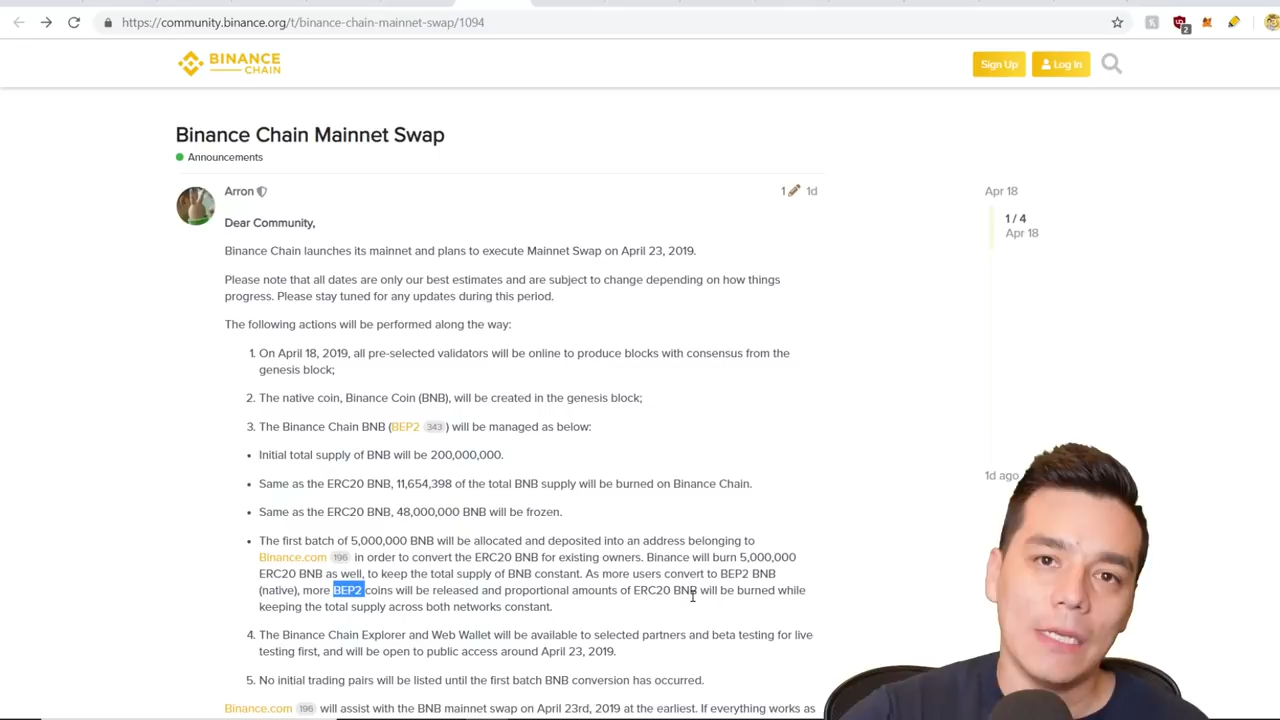 https://community.binance.org/t/binance-chain-mainnet-swap/1094
2
BINANCE
CHAIN
Sign Up
Log In
Binance Chain Mainnet Swap
Announcements
Arron
1
1d
Apr 18
1 / 4
Apr 18
Dear Community,
Binance Chain launches its mainnet and plans to execute Mainnet Swap on April 23, 2019.
Please note that all dates are only our best estimates and are subject to change depending on how things
progress. Please stay tuned for any updates during this period.
The following actions will be performed along the way:
1. On April 18, 2019, all pre-selected validators will be online to produce blocks with consensus from the
genesis block;
2. The native coin, Binance Coin (BNB), will be created in the genesis block;
3. The Binance Chain BNB (BEP2 343 ) will be managed as below:
• Initial total supply of BNB will be 200,000,000.
1d ago
• Same as the ERC20 BNB, 11,654,398 of the total BNB supply will be burned on Binance Chain.
• Same as the ERC20 BNB, 48,000,000 BNB will be frozen.
• The first batch of 5,000,000 BNB will be allocated and deposited into an address belonging to
Binance.com 196 in order to convert the ERC20 BNB for existing owners. Binance will burn 5,000,000
ERC20 BNB as well, to keep the total supply of BNB constant. As more users convert to BEP2 BNB
(native), more BEP2 coins will be released and proportional amounts of ERC20 BNB will be burned while
keeping the total supply across both networks constant.
4. The Binance Chain Explorer and Web Wallet will be available to selected partners and beta testing for live
testing first, and will be open to public access around April 23, 2019.
5. No initial trading pairs will be listed until the first batch BNB conversion has occurred.
Binance.com 196 will assist with the BNB mainnet swap on April 23rd, 2019 at the earliest. If everything works as